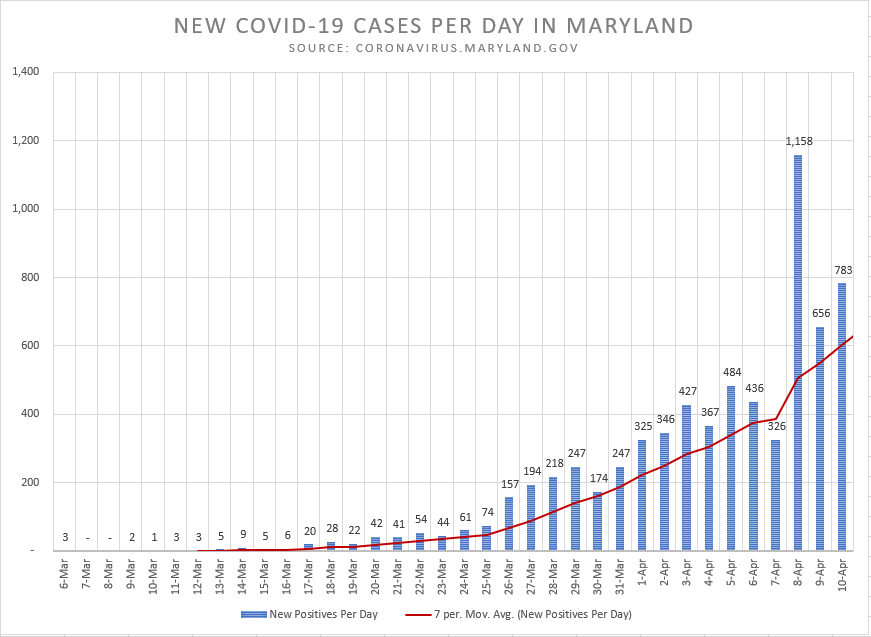 NEW COVID-19 CASES PER DAY IN MARYLAND
SOURCE: CORONAVIRUS.MARYLAND.GOV
1,400
1,200
1,000
800
600
400
200
-
3 - - 2 1 3 3 5 9 5 6 20 28 22 42 41 54 44 61 74 157 194 218 247 174 247 325 346 427 367 484 436 326 1,158 656 783
6-Mar 7-Mar 8-Mar 9-Mar 10-Mar 11-Mar 12-Mar 13-Mar 14-Mar 15-Mar 16-Mar 17-Mar 18-Mar 19-Mar 20-Mar 21-Mar 22-Mar 23-Mar 24-Mar 25-Mar 26-Mar 27-Mar 28-Mar 29-Mar 30-Mar 31-Mar 1-Apr 2-Apr 3-Apr 4-Apr 5-Apr 6-Apr 7-Apr 8-Apr 9-Apr 10-Apr
New Positives Per Day 7 per. Mov. Avg. (New Positives Per Day)